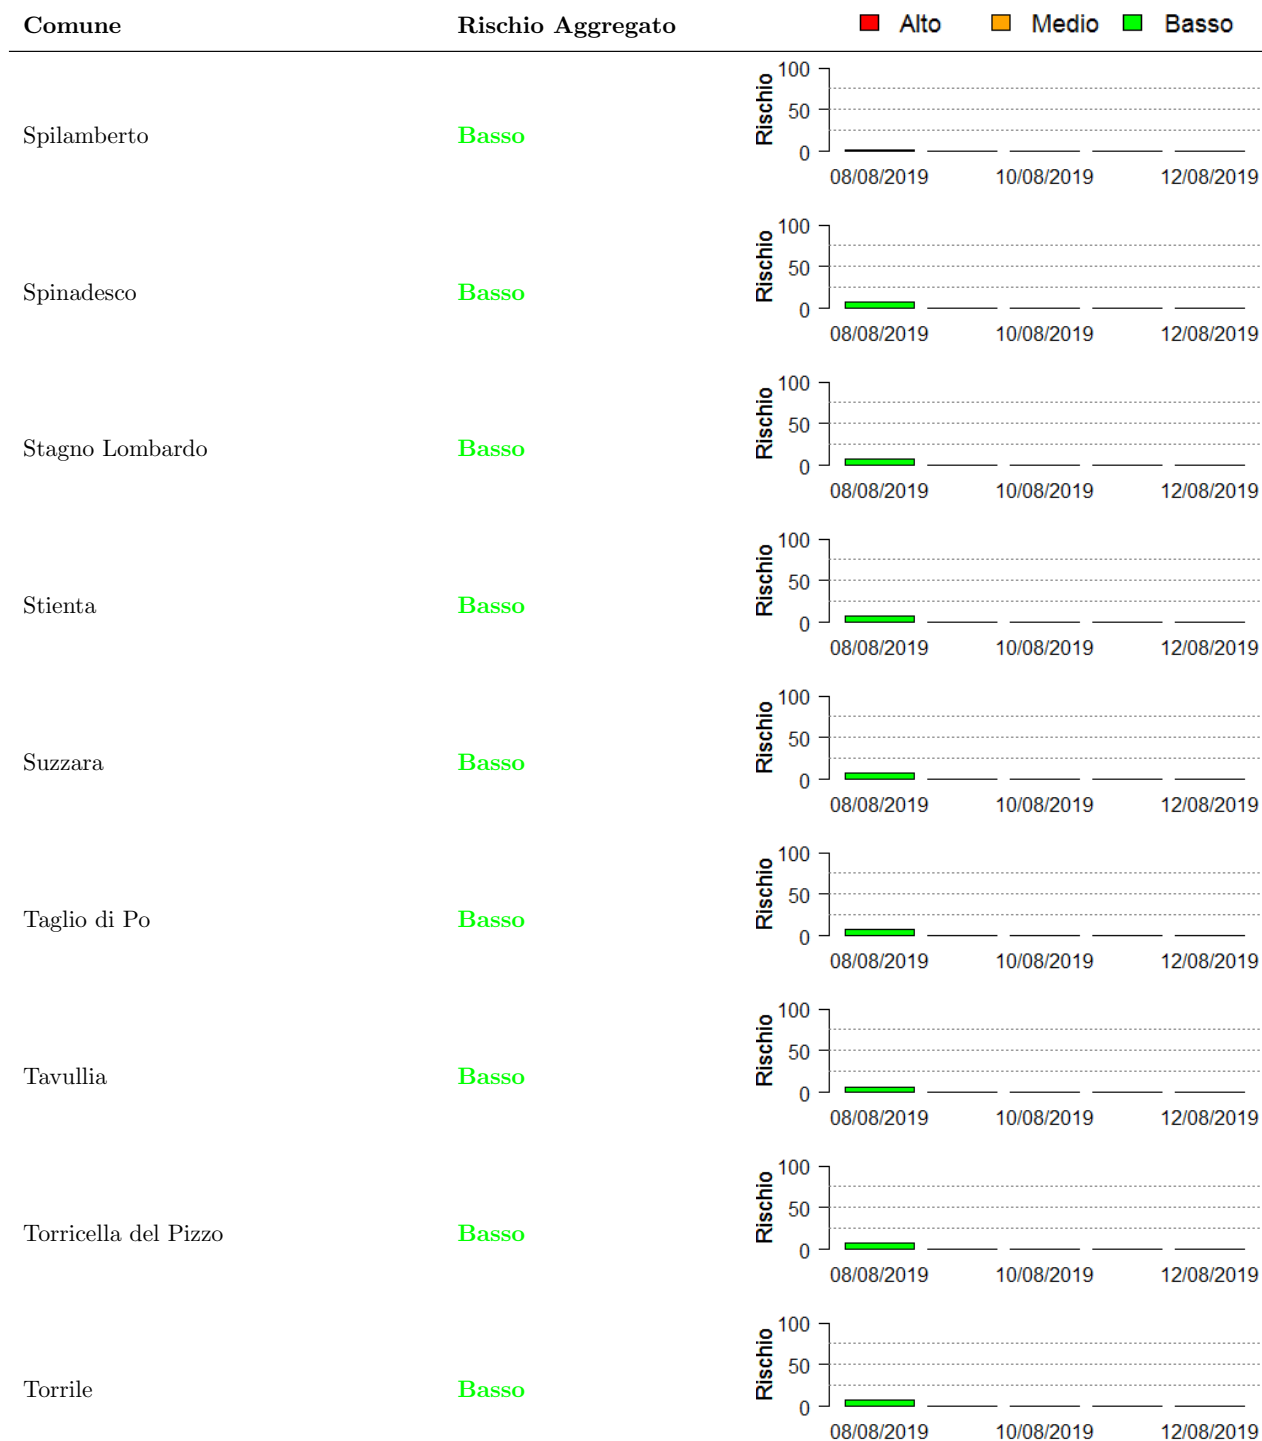 Comune Rischio Aggregato Alto Medio Basso
100
50
0
Rischio
Spilamberto Basso
08/08/2019 10/08/2019 12/08/2019
100
50
0
Rischio
Spinadesco Basso
08/08/2019 10/08/2019 12/08/2019
100
50
0
Rischio
Stagno Lombardo Basso
08/08/2019 10/08/2019 12/08/2019
100
50
0
Rischio
Stienta Basso
08/08/2019 10/08/2019 12/08/2019
100
50
0
Rischio
Suzzara Basso
08/08/2019 10/08/2019 12/08/2019
100
50
0
Rischio
Taglio di Po Basso
08/08/2019 10/08/2019 12/08/2019
100
50
0
Rischio
Tavullia Basso
08/08/2019 10/08/2019 12/08/2019
100
50
0
Rischio
Torricella del Pizzo Basso
08/08/2019 10/08/2019 12/08/2019
100
50
0
Rischio
Torrile Basso
08/08/2019 10/08/2019 12/08/2019